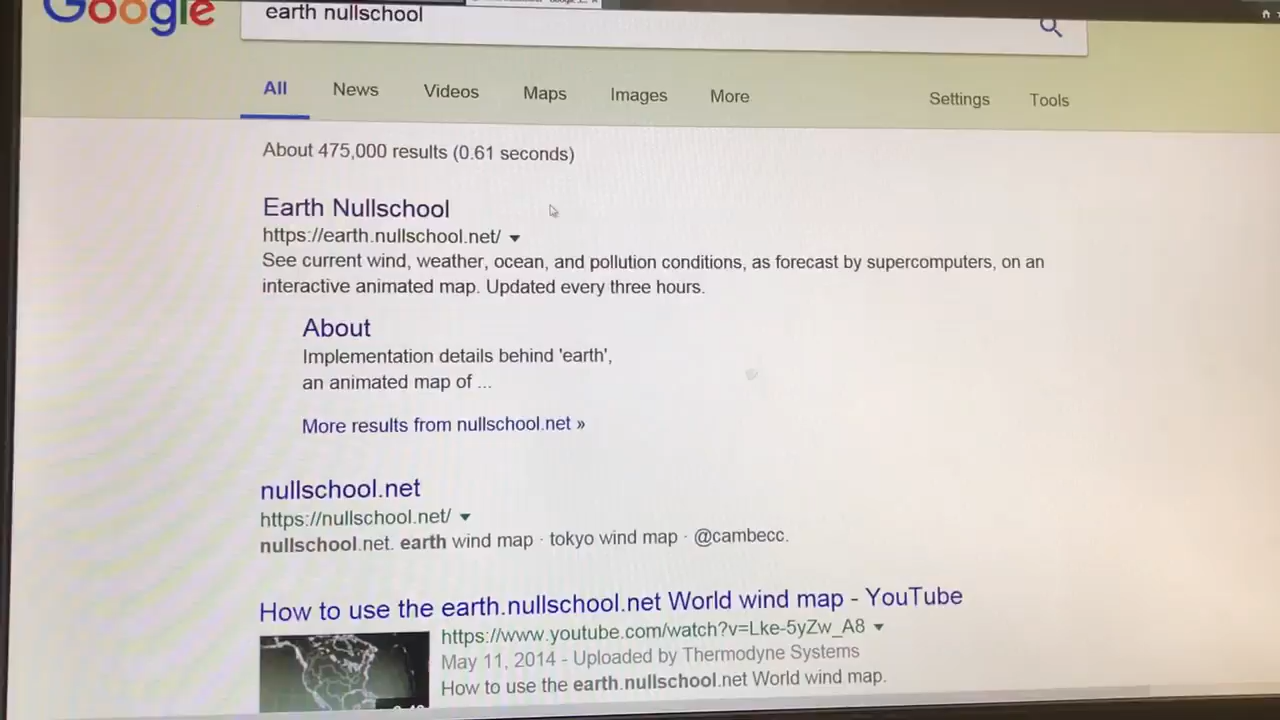 Google
earth nullschool
All News Videos Maps Images More Settings Tools
About 475,000 results (0.61 seconds)
Earth Nullschool
https://earth.nullschool.net/
See current wind, weather, ocean, and pollution conditions, as forecast by supercomputers, on an
interactive animated map. Updated every three hours.
About
Implementation details behind 'earth',
an animated map of ...
More results from nullschool.net »
nullschool.net
https://nullschool.net/
nullschool.net. earth wind map · tokyo wind map · @cambecc.
How to use the earth.nullschool.net World wind map - YouTube
https://www.youtube.com/watch?v=Lke-5yZw_A8
May 11, 2014 - Uploaded by Thermodyne Systems
How to use the earth.nullschool.net World wind map.